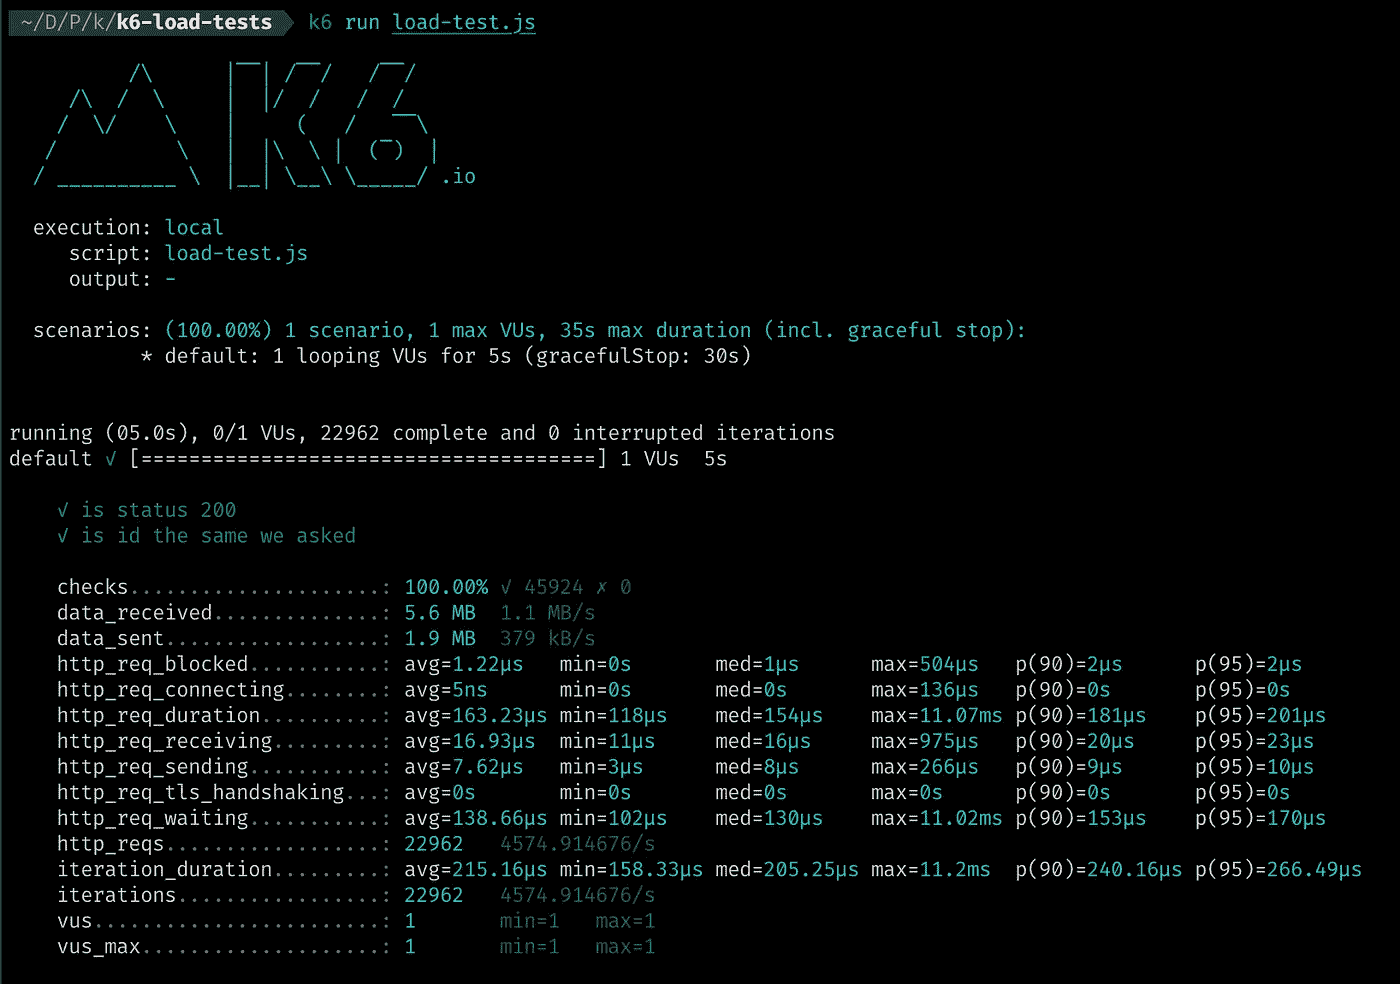 ~/D/P/k/k6-load-tests k6 run load-test.js
K6 .io
execution: local
script: load-test.js
output: -
scenarios: (100.00%) 1 scenario, 1 max VUs, 35s max duration (incl. graceful stop):
* default: 1 looping VUs for 5s (gracefulStop: 30s)
running (05.0s), 0/1 VUs, 22962 complete and 0 interrupted iterations
default ✓ [======================================] 1 VUs  5s
✓ is status 200
✓ is id the same we asked
checks.....................: 100.00% ✓ 45924 ✗ 0
data_received..............: 5.6 MB  1.1 MB/s
data_sent..................: 1.9 MB  379 kB/s
http_req_blocked...........: avg=1.22µs   min=0s       med=1µs      max=504µs   p(90)=2µs      p(95)=2µs
http_req_connecting........: avg=5ns      min=0s       med=0s       max=136µs   p(90)=0s       p(95)=0s
http_req_duration..........: avg=163.23µs min=118µs    med=154µs    max=11.07ms p(90)=181µs    p(95)=201µs
http_req_receiving.........: avg=16.93µs  min=11µs     med=16µs     max=975µs   p(90)=20µs     p(95)=23µs
http_req_sending...........: avg=7.62µs   min=3µs      med=8µs      max=266µs   p(90)=9µs      p(95)=10µs
http_req_tls_handshaking...: avg=0s       min=0s       med=0s       max=0s      p(90)=0s       p(95)=0s
http_req_waiting...........: avg=138.66µs min=102µs    med=130µs    max=11.02ms p(90)=153µs    p(95)=170µs
http_reqs..................: 22962   4574.914676/s
iteration_duration.........: avg=215.16µs min=158.33µs med=205.25µs max=11.2ms  p(90)=240.16µs p(95)=266.49µs
iterations.................: 22962   4574.914676/s
vus........................: 1       min=1   max=1
vus_max....................: 1       min=1   max=1